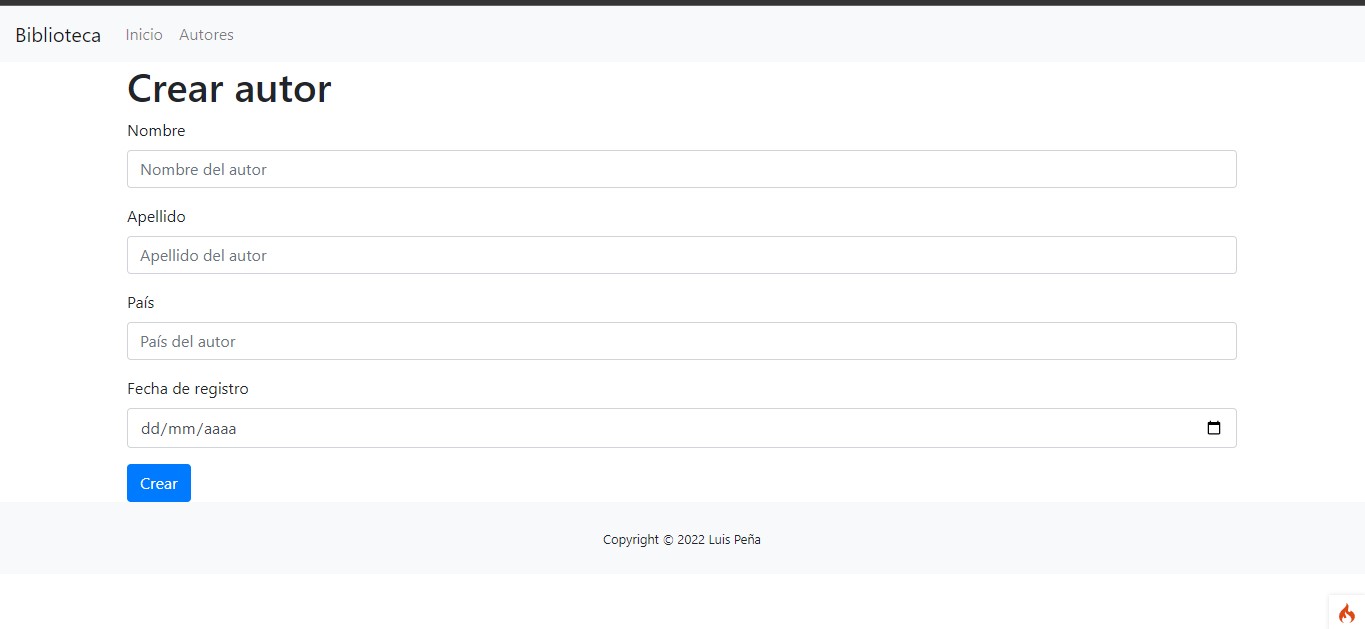 Biblioteca Inicio Autores
Crear autor
Nombre
Nombre del autor
Apellido
Apellido del autor
País
País del autor
Fecha de registro
dd/mm/aaaa
Crear
Copyright © 2022 Luis Peña